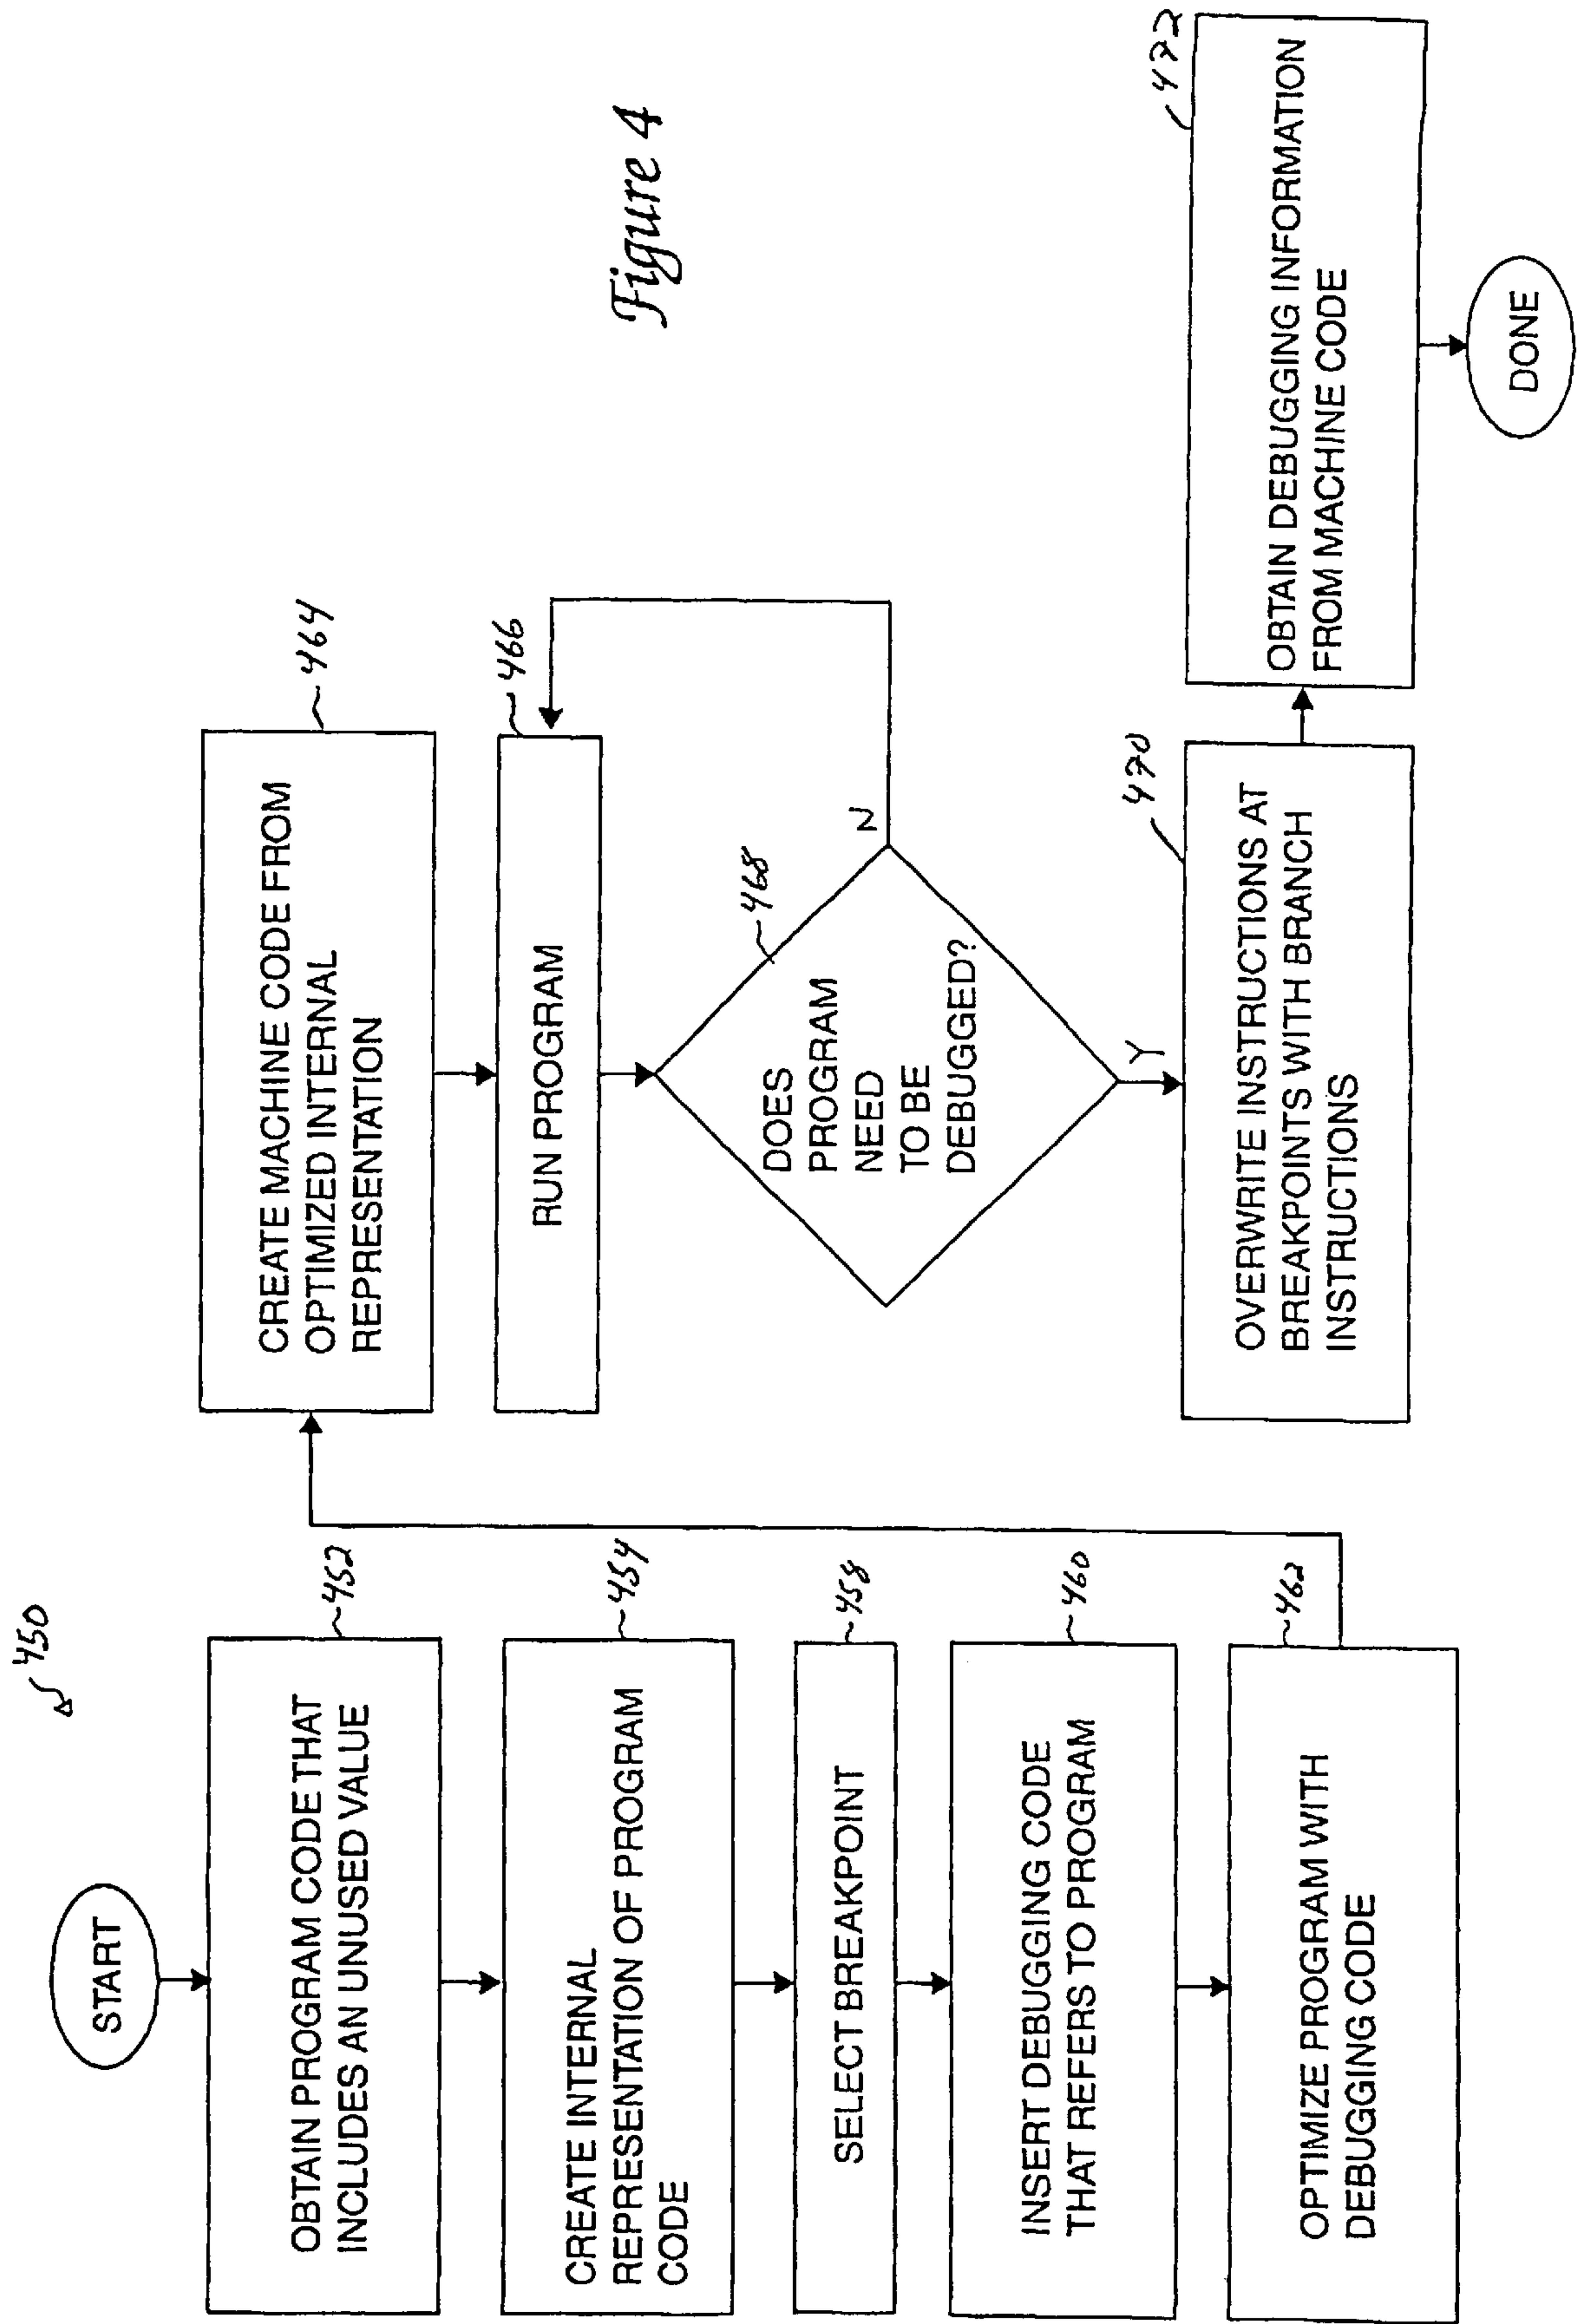 450
START
452
OBTAIN PROGRAM CODE THAT
INCLUDES AN UNUSED VALUE
454
CREATE INTERNAL
REPRESENTATION OF PROGRAM
CODE
458
SELECT BREAKPOINT
460
INSERT DEBUGGING CODE
THAT REFERS TO PROGRAM
462
OPTIMIZE PROGRAM WITH
DEBUGGING CODE
464
CREATE MACHINE CODE FROM
OPTIMIZED INTERNAL
REPRESENTATION
466
RUN PROGRAM
468
DOES
PROGRAM
NEED
TO BE
DEBUGGED?
N
Y
470
OVERWRITE INSTRUCTIONS AT
BREAKPOINTS WITH BRANCH
INSTRUCTIONS
472
OBTAIN DEBUGGING INFORMATION
FROM MACHINE CODE
DONE
Figure 4